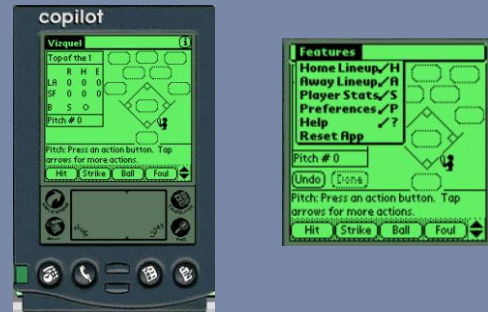 copilot
Vizquel
i
Top of the 1
R H E
LA 0 0 0
SF 0 0 0
B S
Pitch # 0
Pitch: Press an action button. Tap
arrows for more actions.
Hit Strike Ball Foul
Features
Home Lineup /H
Away Lineup /A
Player Stats /S
Preferences /P
Help /?
Reset App
Pitch # 0
Undo Done
Pitch: Press an action button. Tap
arrows for more actions.
Hit Strike Ball Foul